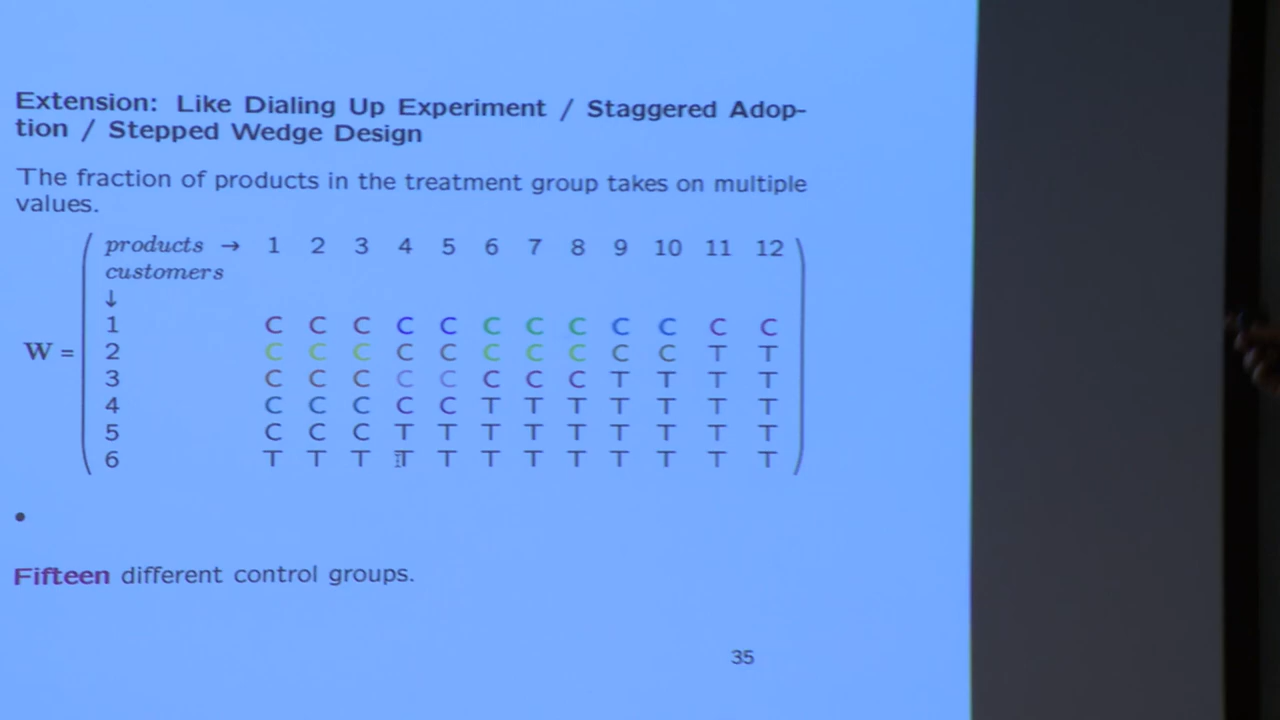 Extension: Like Dialing Up Experiment / Staggered Adop-
tion / Stepped Wedge Design
The fraction of products in the treatment group takes on multiple
values.
products → 1 2 3 4 5 6 7 8 9 10 11 12
customers
↓
1 C C C C C C C C C C C C
W = 2 C C C C C C C C C C T T
3 C C C C C C C C T T T T
4 C C C C C T T T T T T T
5 C C C T T T T T T T T T
6 T T T T T T T T T T T T
•
Fifteen different control groups.
35